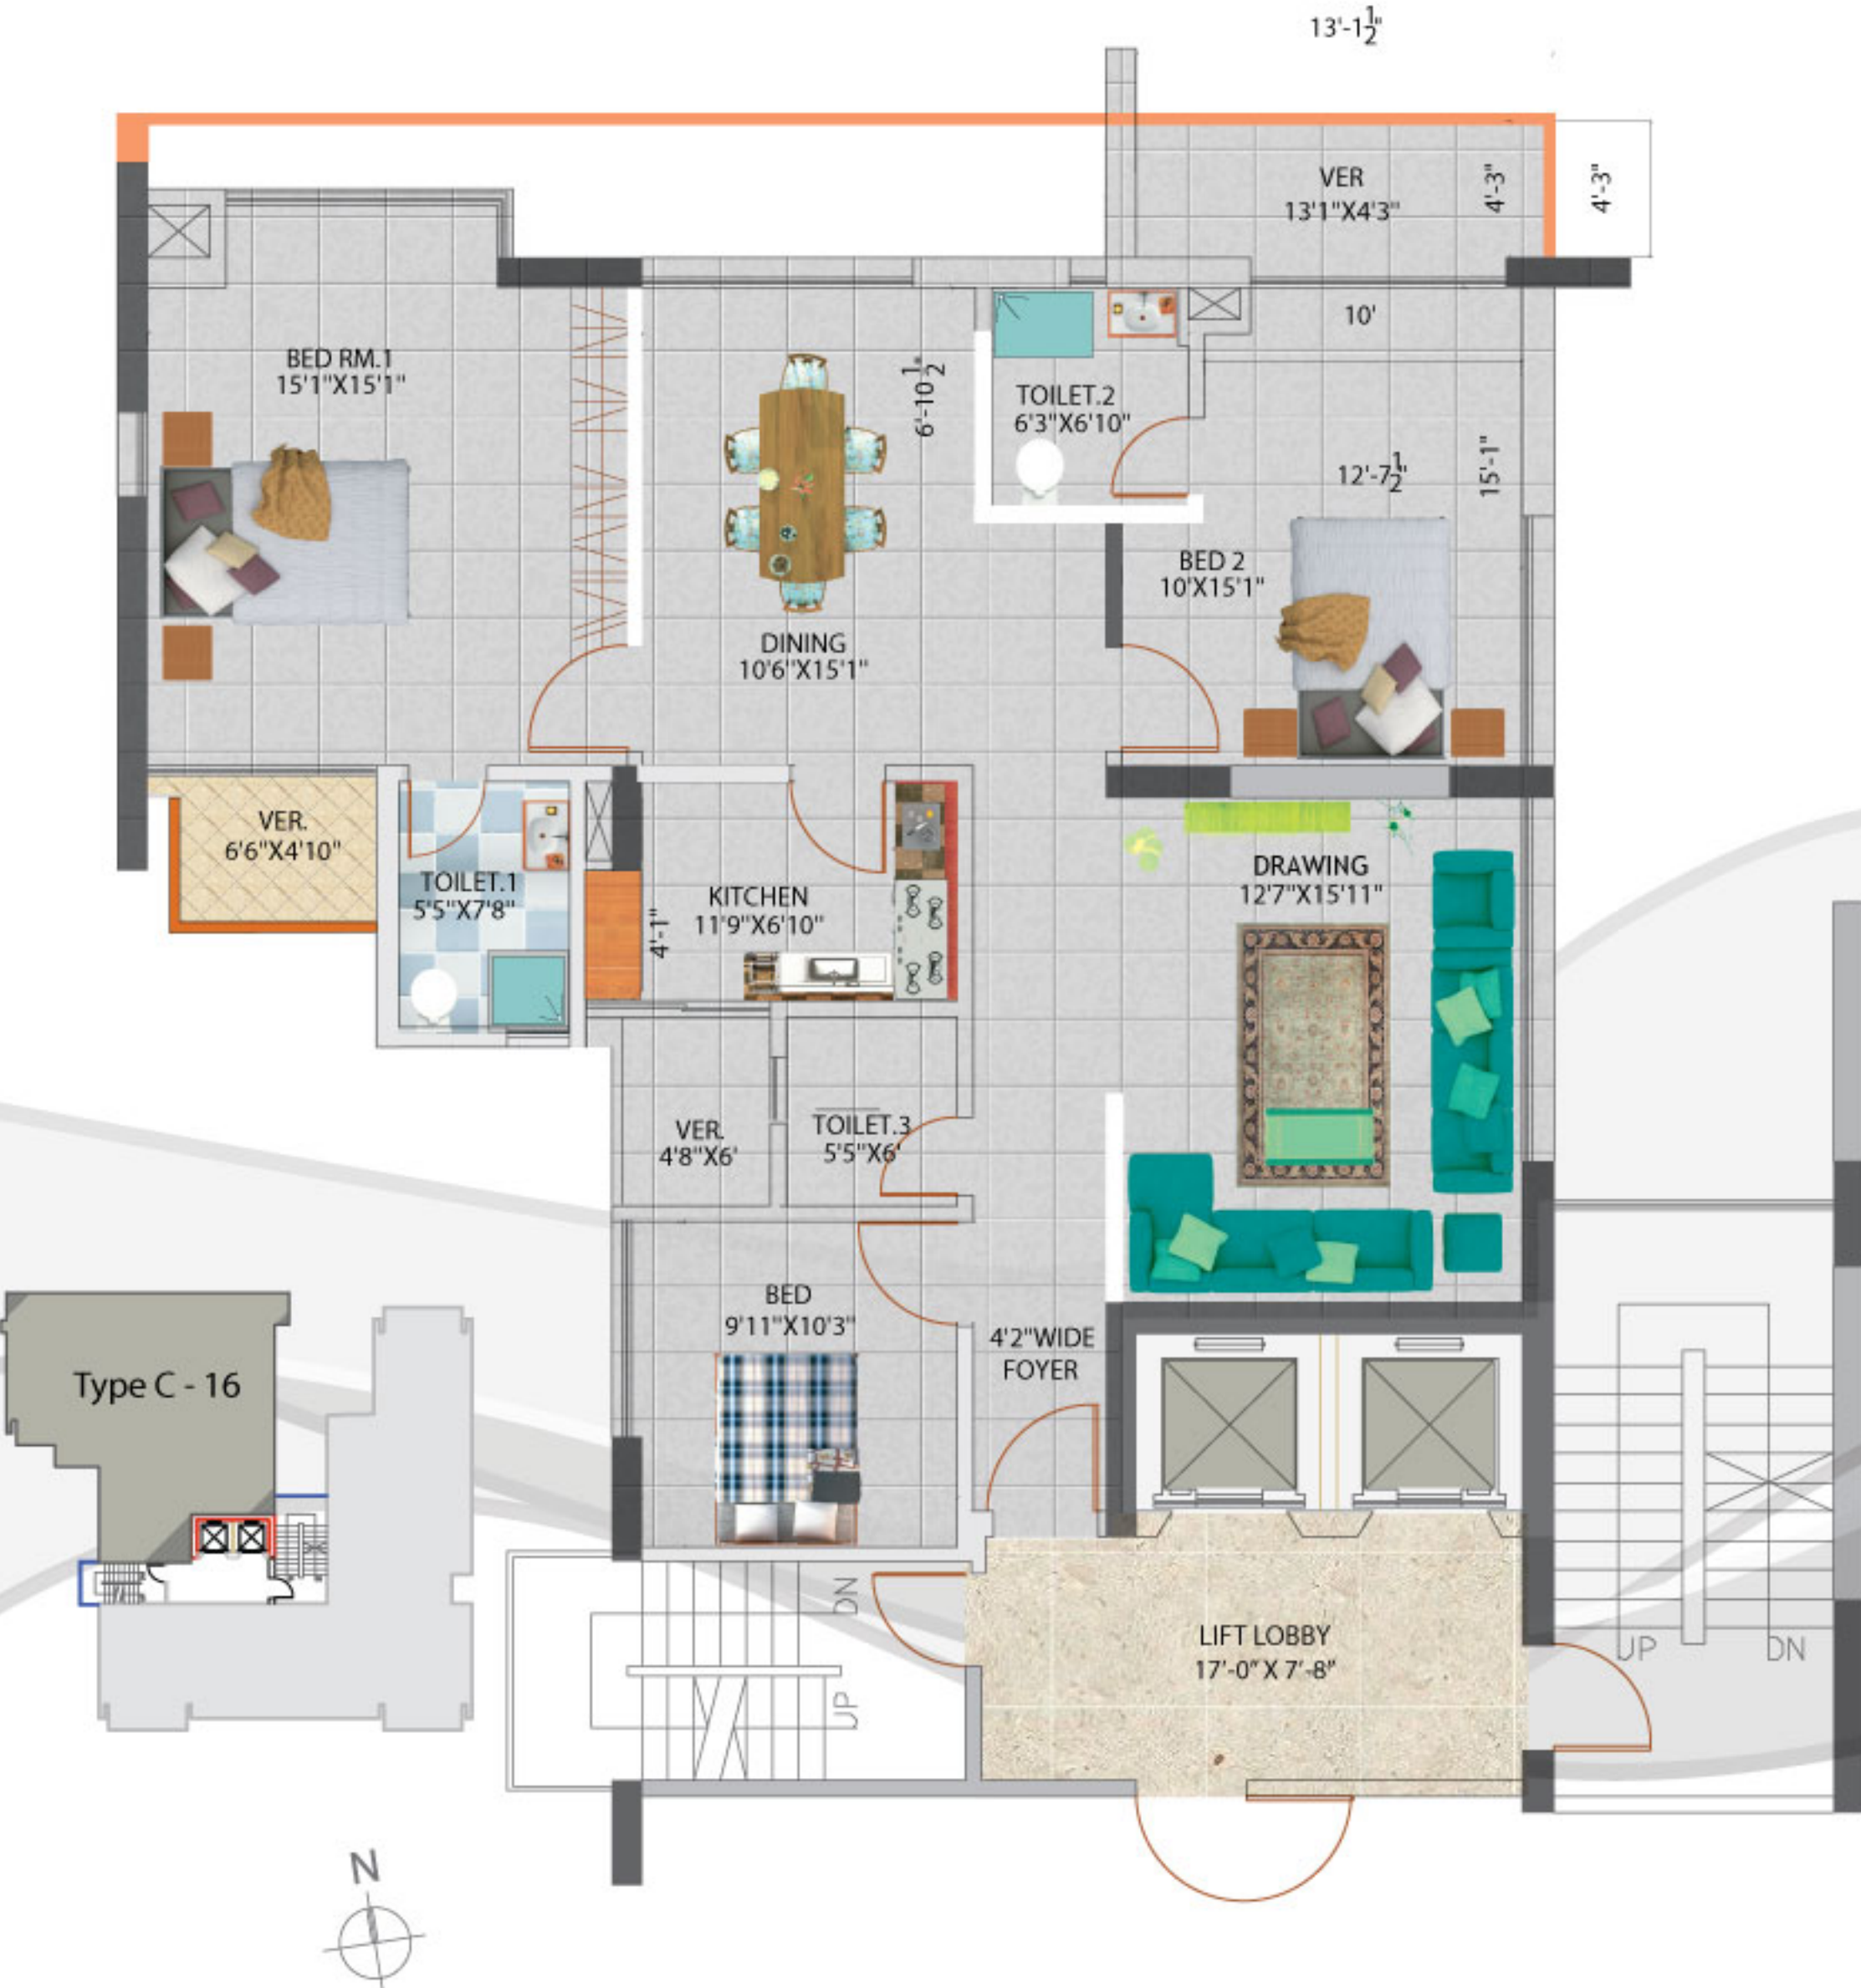 13'-1½"
VER
13'1"X4'3"
4'-3"
4'-3"
10'
BED RM.1
15'1"X15'1"
6'-10½"
TOILET.2
6'3"X6'10"
12'-7½"
15'-1"
BED 2
10'X15'1"
DINING
10'6"X15'1"
VER.
6'6"X4'10"
TOILET.1
5'5"X7'8"
KITCHEN
11'9"X6'10"
4'-1"
DRAWING
12'7"X15'11"
VER.
4'8"X6'
TOILET.3
5'5"X6'
BED
9'11"X10'3"
4'2"WIDE
FOYER
Type C - 16
DN
UP
LIFT LOBBY
17'-0" X 7'-8"
UP
DN
N